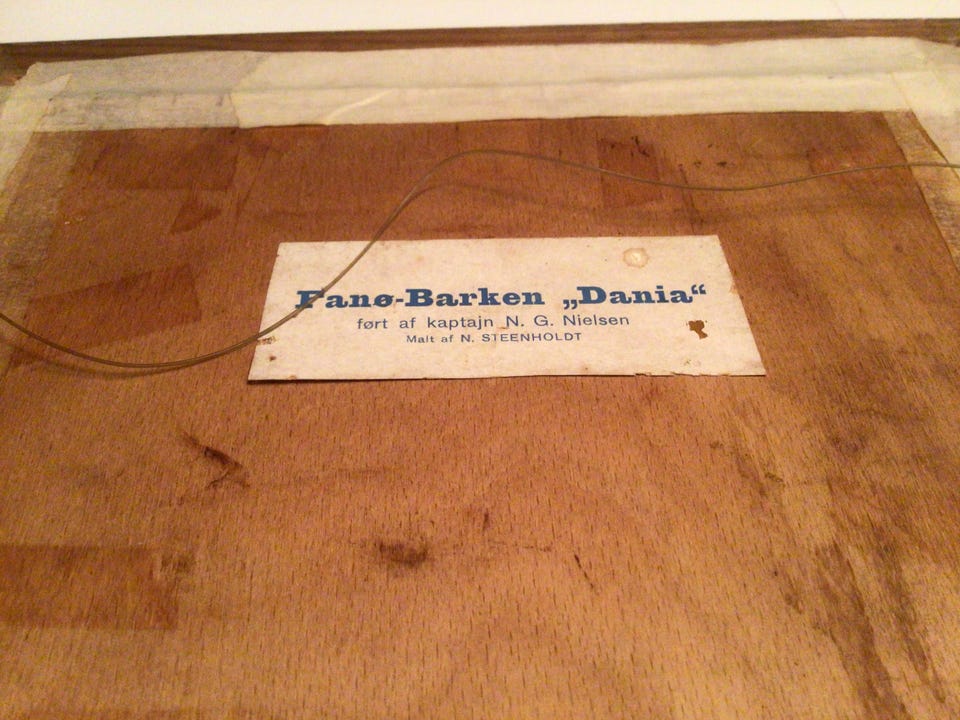 Fanø-Barken „Dania“
ført af kaptajn N. G. Nielsen
Malt af N. STEENHOLDT